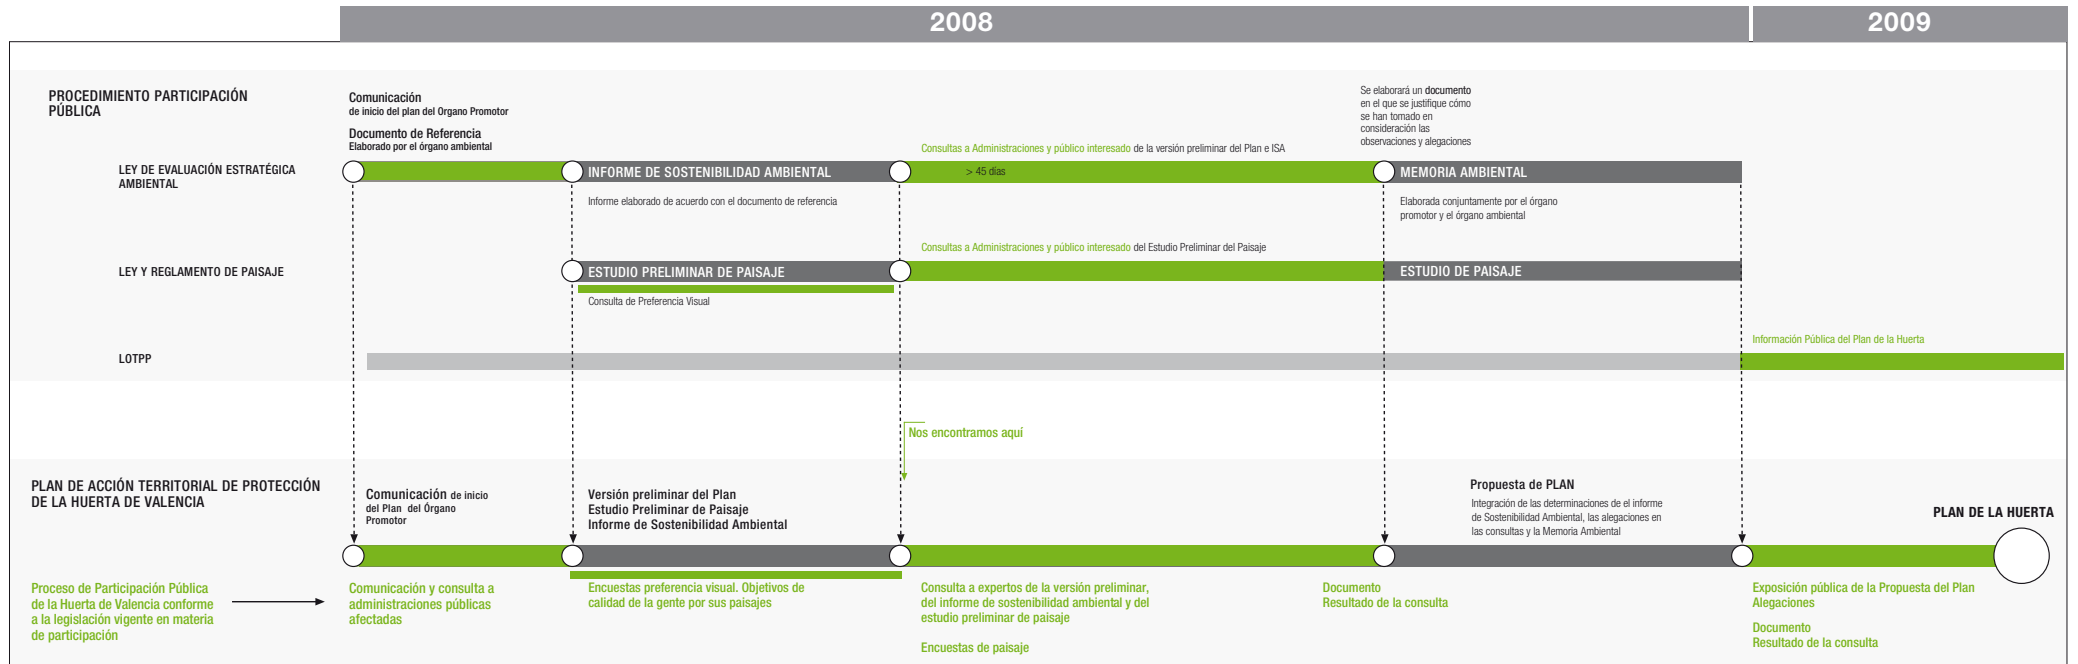 2008
2009
PROCEDIMIENTO PARTICIPACIÓN
PÚBLICA
Comunicación
de inicio del plan del Organo Promotor
Documento de Referencia
Elaborado por el órgano ambiental
Se elaborará un documento
en el que se justifique cómo
se han tomado en
consideración las
observaciones y alegaciones
Consultas a Administraciones y público interesado de la versión preliminar del Plan e ISA
LEY DE EVALUACIÓN ESTRATÉGICA
AMBIENTAL
INFORME DE SOSTENIBILIDAD AMBIENTAL
> 45 días
MEMORIA AMBIENTAL
Informe elaborado de acuerdo con el documento de referencia
Elaborada conjuntamente por el órgano
promotor y el órgano ambiental
Consultas a Administraciones y público interesado del Estudio Preliminar del Paisaje
LEY Y REGLAMENTO DE PAISAJE
ESTUDIO PRELIMINAR DE PAISAJE
ESTUDIO DE PAISAJE
Consulta de Preferencia Visual
Información Pública del Plan de la Huerta
LOTPP
Nos encontramos aquí
PLAN DE ACCIÓN TERRITORIAL DE PROTECCIÓN
DE LA HUERTA DE VALENCIA
Comunicación de inicio
del Plan del Órgano
Promotor
Versión preliminar del Plan
Estudio Preliminar de Paisaje
Informe de Sostenibilidad Ambiental
Propuesta de PLAN
Integración de las determinaciones de el informe
de Sostenibilidad Ambiental, las alegaciones en
las consultas y la Memoria Ambiental
PLAN DE LA HUERTA
Proceso de Participación Pública
de la Huerta de Valencia conforme
a la legislación vigente en materia
de participación
Comunicación y consulta a
administraciones públicas
afectadas
Encuestas preferencia visual. Objetivos de
calidad de la gente por sus paisajes
Consulta a expertos de la versión preliminar,
del informe de sostenibilidad ambiental y del
estudio preliminar de paisaje
Encuestas de paisaje
Documento
Resultado de la consulta
Exposición pública de la Propuesta del Plan
Alegaciones
Documento
Resultado de la consulta